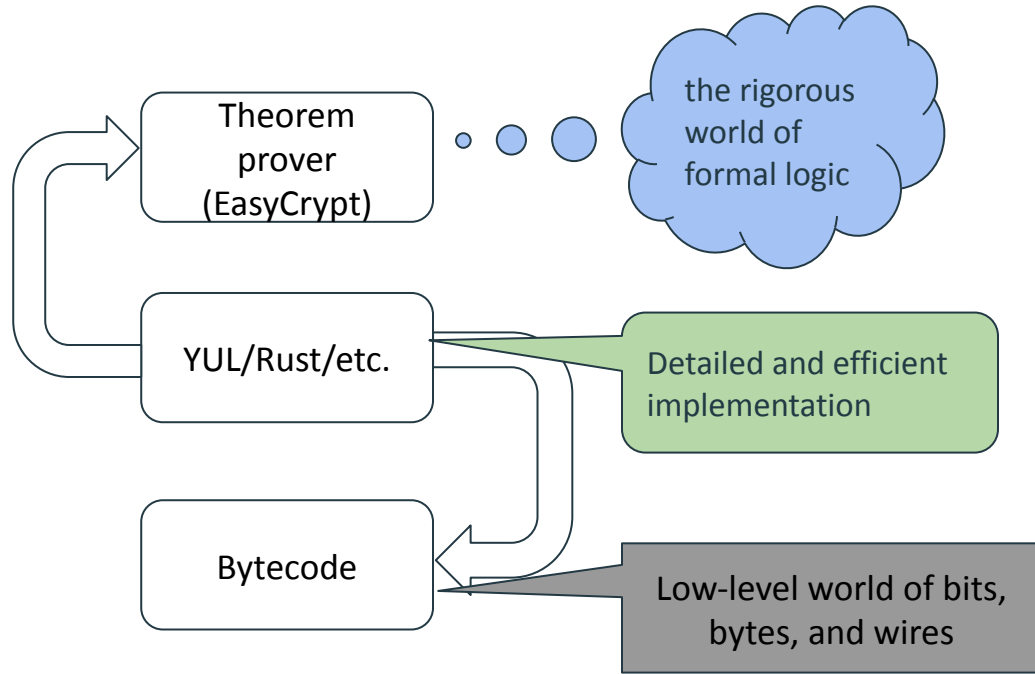 Theorem
prover
(EasyCrypt)
the rigorous
world of
formal logic
YUL/Rust/etc.
Detailed and efficient
implementation
Bytecode
Low-level world of bits,
bytes, and wires